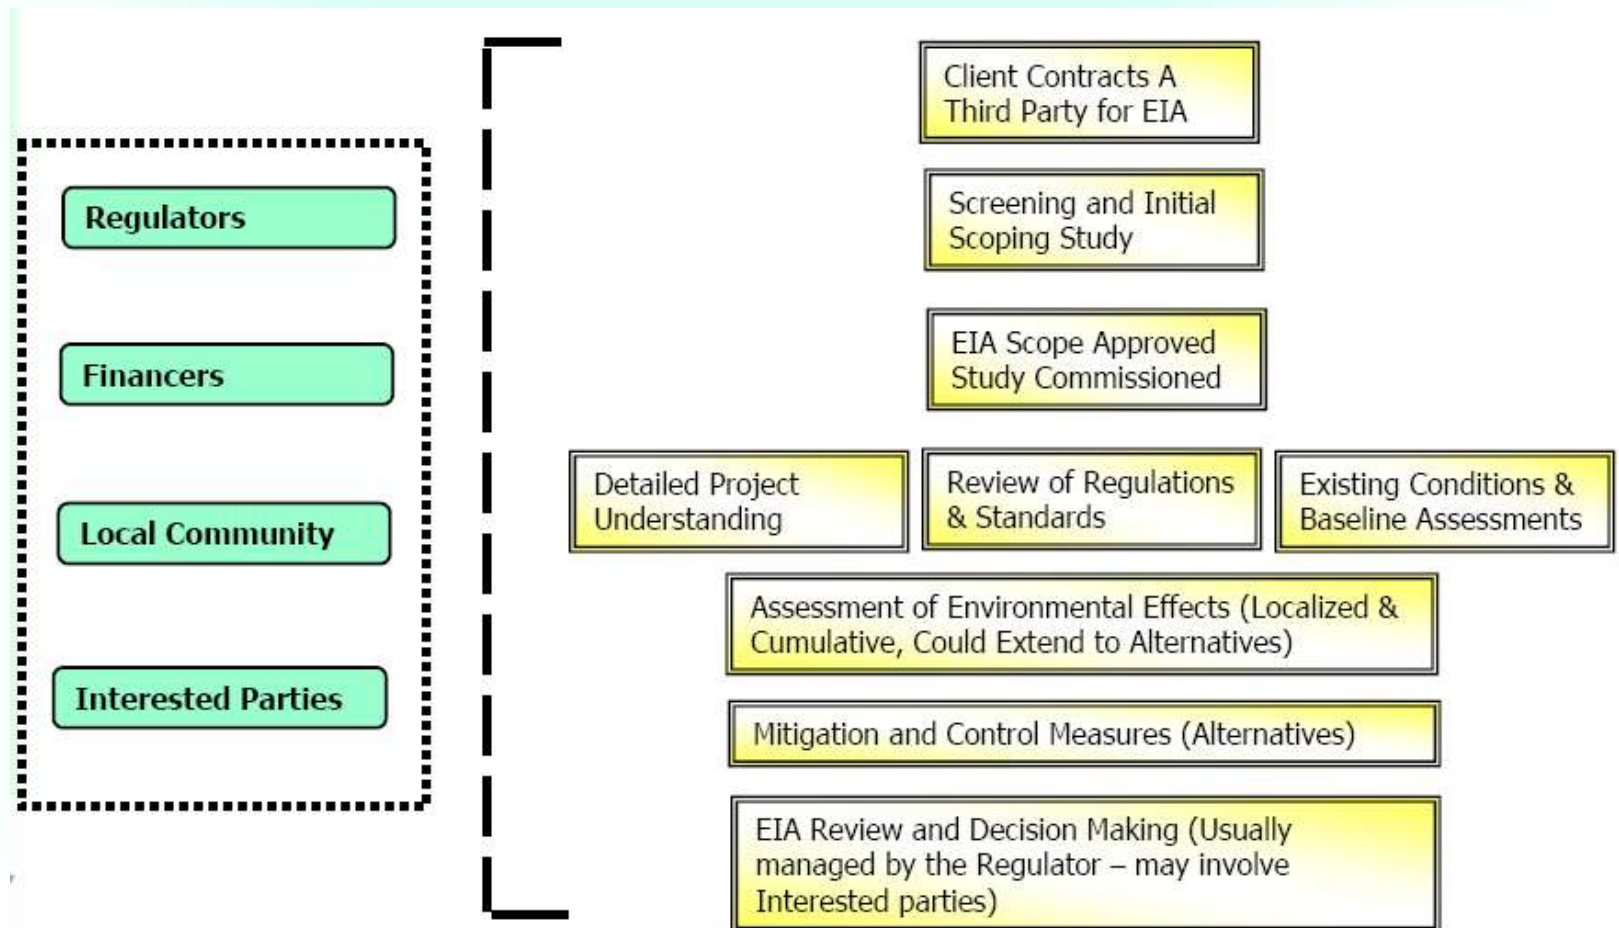 Regulators
Financers
Local Community
Interested Parties
Client Contracts A
Third Party for EIA
Screening and Initial
Scoping Study
EIA Scope Approved
Study Commissioned
Detailed Project
Understanding
Review of Regulations
& Standards
Existing Conditions &
Baseline Assessments
Assessment of Environmental Effects (Localized &
Cumulative, Could Extend to Alternatives)
Mitigation and Control Measures (Alternatives)
EIA Review and Decision Making (Usually
managed by the Regulator – may involve
Interested parties)